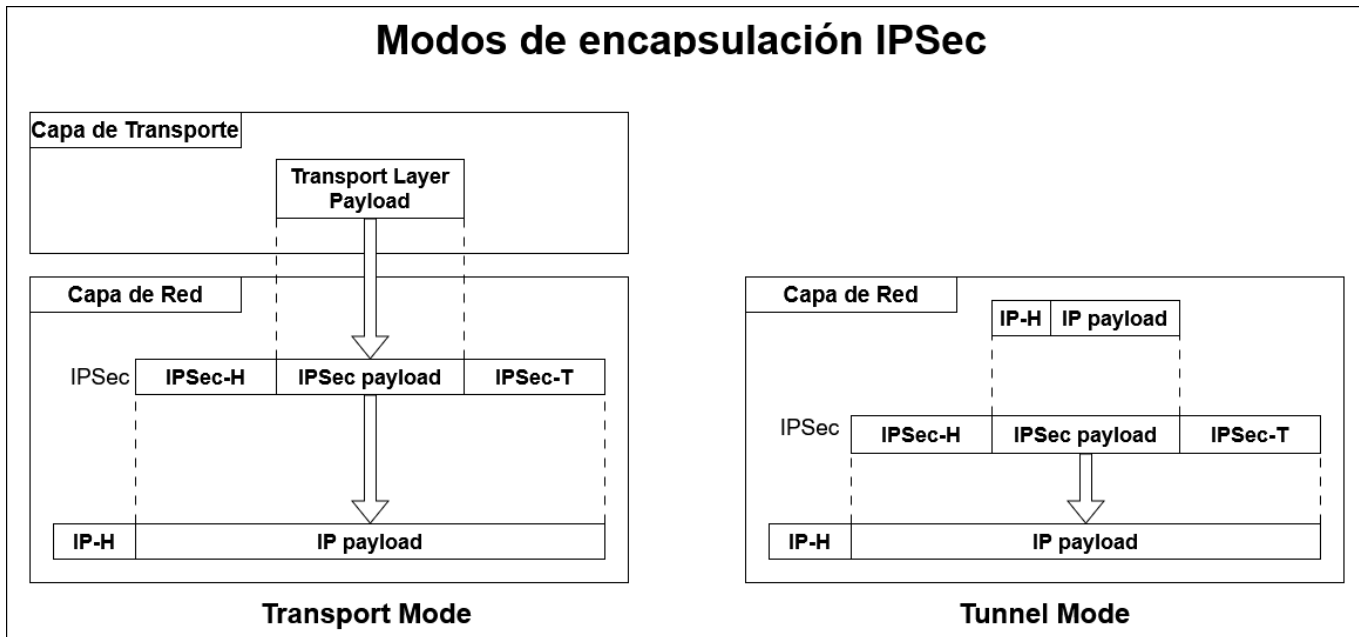 Modos de encapsulación IPSec
Capa de Transporte
Transport Layer
Payload
Capa de Red
IPSec
IPSec-H
IPSec payload
IPSec-T
IP-H
IP payload
Transport Mode
Capa de Red
IP-H
IP payload
IPSec
IPSec-H
IPSec payload
IPSec-T
IP-H
IP payload
Tunnel Mode